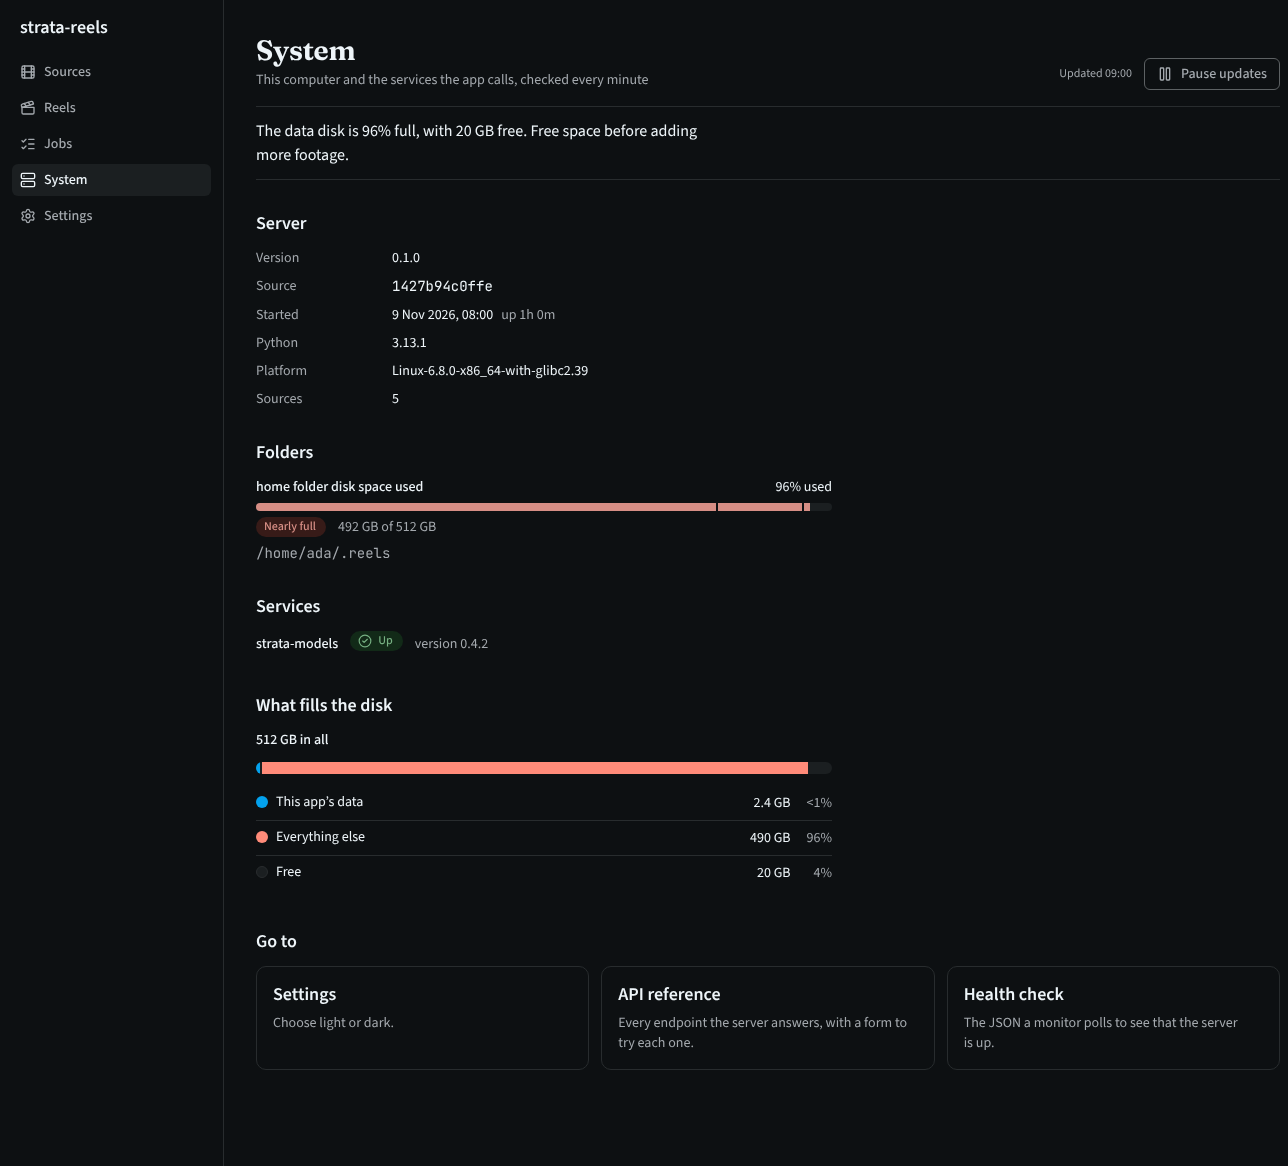 strata-reels
Sources
Reels
Jobs
System
Settings
System
This computer and the services the app calls, checked every minute
Updated 09:00
Pause updates
The data disk is 96% full, with 20 GB free. Free space before adding
more footage.
Server
Version 0.1.0
Source 1427b94c0ffe
Started 9 Nov 2026, 08:00 up 1h 0m
Python 3.13.1
Platform Linux-6.8.0-x86_64-with-glibc2.39
Sources 5
Folders
home folder disk space used 96% used
Nearly full 492 GB of 512 GB
/home/ada/.reels
Services
strata-models Up version 0.4.2
What fills the disk
512 GB in all
This app’s data 2.4 GB <1%
Everything else 490 GB 96%
Free 20 GB 4%
Go to
Settings
Choose light or dark.
API reference
Every endpoint the server answers, with a form to
try each one.
Health check
The JSON a monitor polls to see that the server
is up.